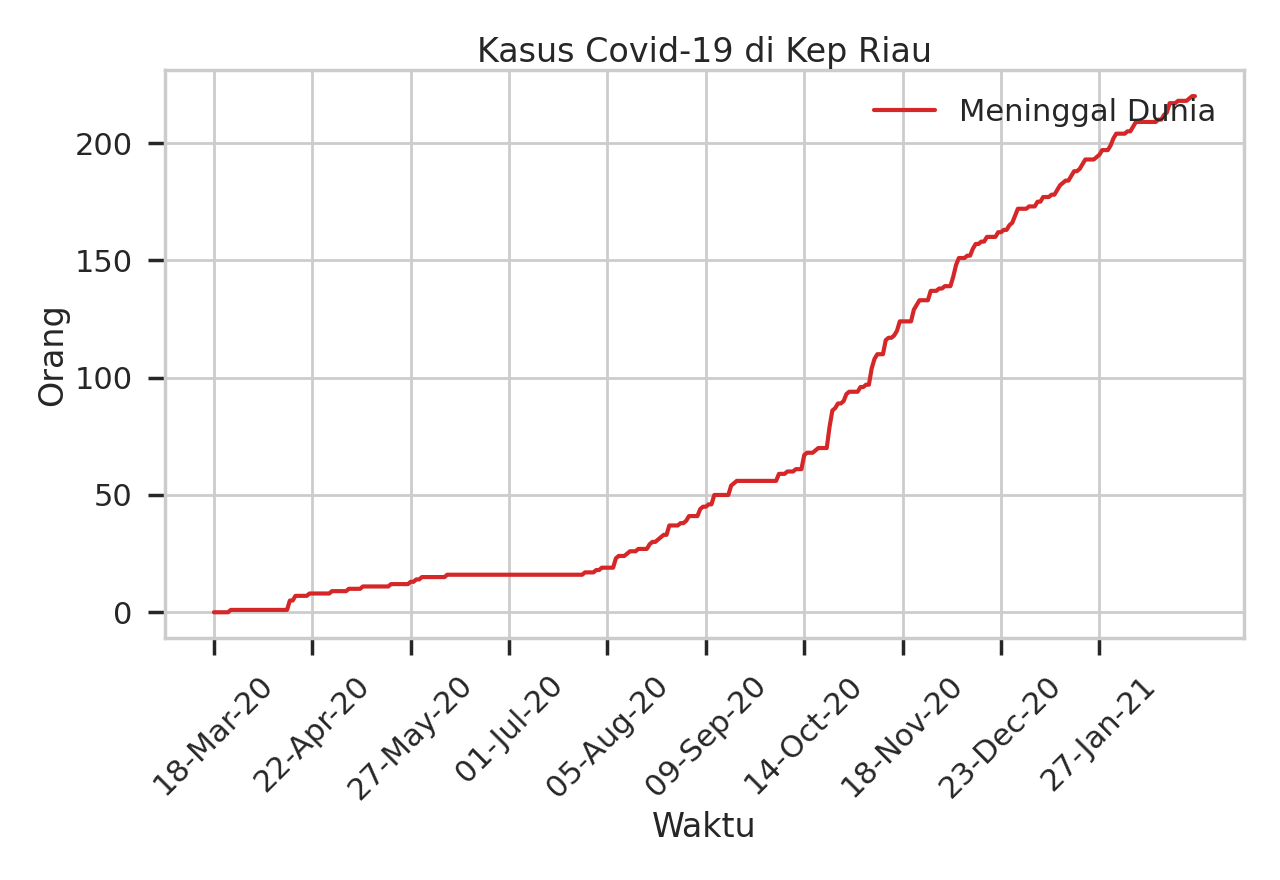 Kasus Covid-19 di Kep Riau
Meninggal Dunia
Orang
200
150
100
50
0
18-Mar-20
22-Apr-20
27-May-20
01-Jul-20
05-Aug-20
09-Sep-20
14-Oct-20
18-Nov-20
23-Dec-20
27-Jan-21
Waktu